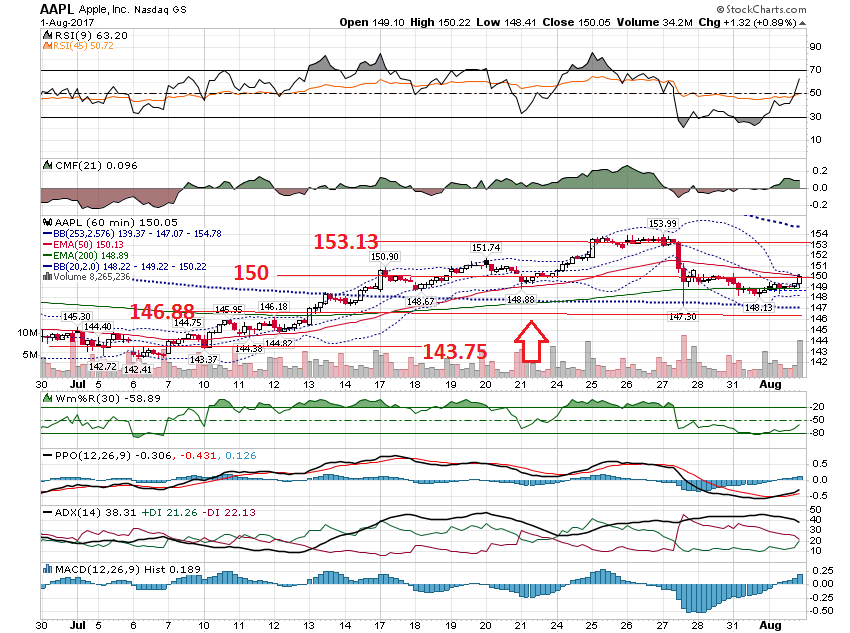 AAPL Apple, Inc. Nasdaq GS
© StockCharts.com
1-Aug-2017
Open 149.10 High 150.22 Low 148.41 Close 150.05 Volume 34.2M Chg +1.32 (+0.89%)
RSI(9) 63.20
RSI(45) 50.72
90
70
50
30
10
CMF(21) 0.096
0.2
0.0
-0.2
AAPL (60 min) 150.05
BB(253,2.576) 139.37 - 147.07 - 154.78
EMA(50) 150.13
EMA(200) 148.89
BB(20,2.0) 148.22 - 149.22 - 150.22
Volume 8,265,236
153.13
150
146.88
143.75
145.30
144.40
142.72
142.41
144.75
143.37
145.95
144.38
146.18
144.82
150.90
148.67
151.74
148.88
153.99
147.30
148.13
154
153
152
151
150
149
148
147
146
145
144
143
142
10M
5M
30 Jul 5 6 7 10 11 12 13 14 17 18 19 20 21 24 25 26 27 28 31 Aug
Wm%R(30) -58.89
-20
-50
-80
PPO(12,26,9) -0.306, -0.431, 0.126
0.5
0.0
-0.5
ADX(14) 38.31 +DI 21.26 -DI 22.13
50
40
30
20
10
MACD(12,26,9) Hist 0.189
0.25
0.00
-0.25
-0.50
30 Jul 5 6 7 10 11 12 13 14 17 18 19 20 21 24 25 26 27 28 31 Aug